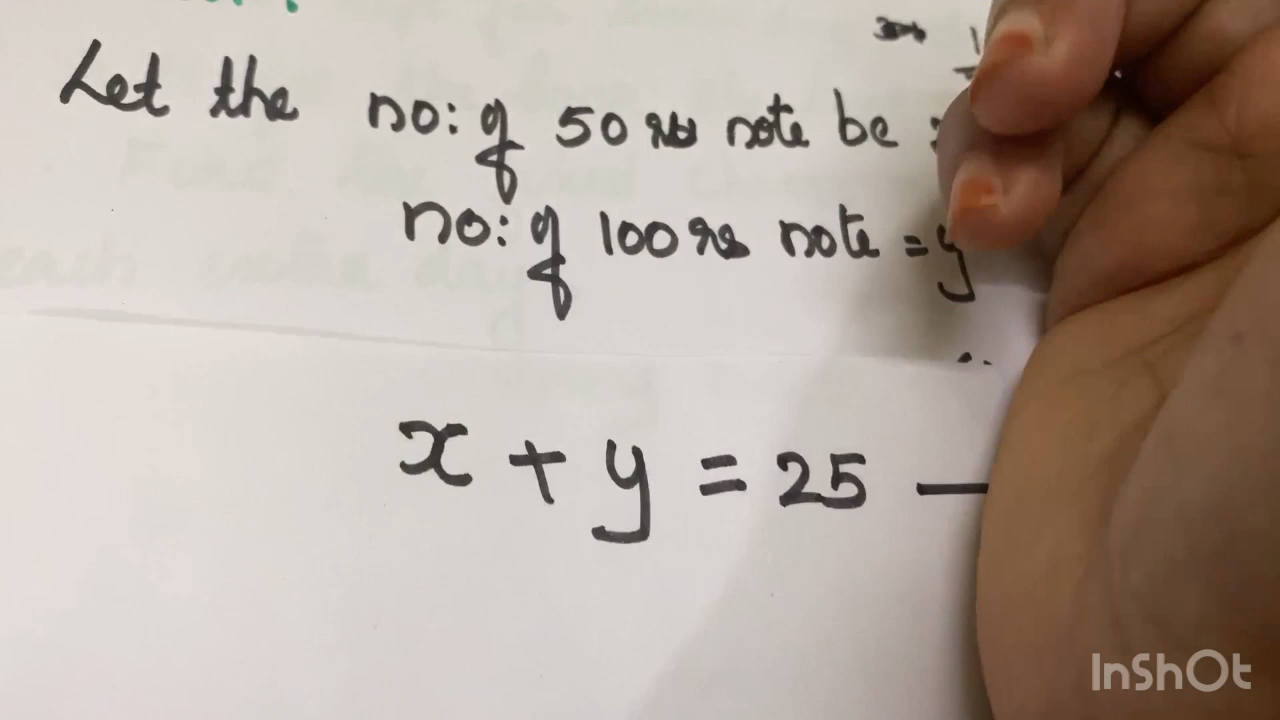 Let the no: of 50 rs note be
no: of 100 rs note = y
x + y = 25 —
InShOt